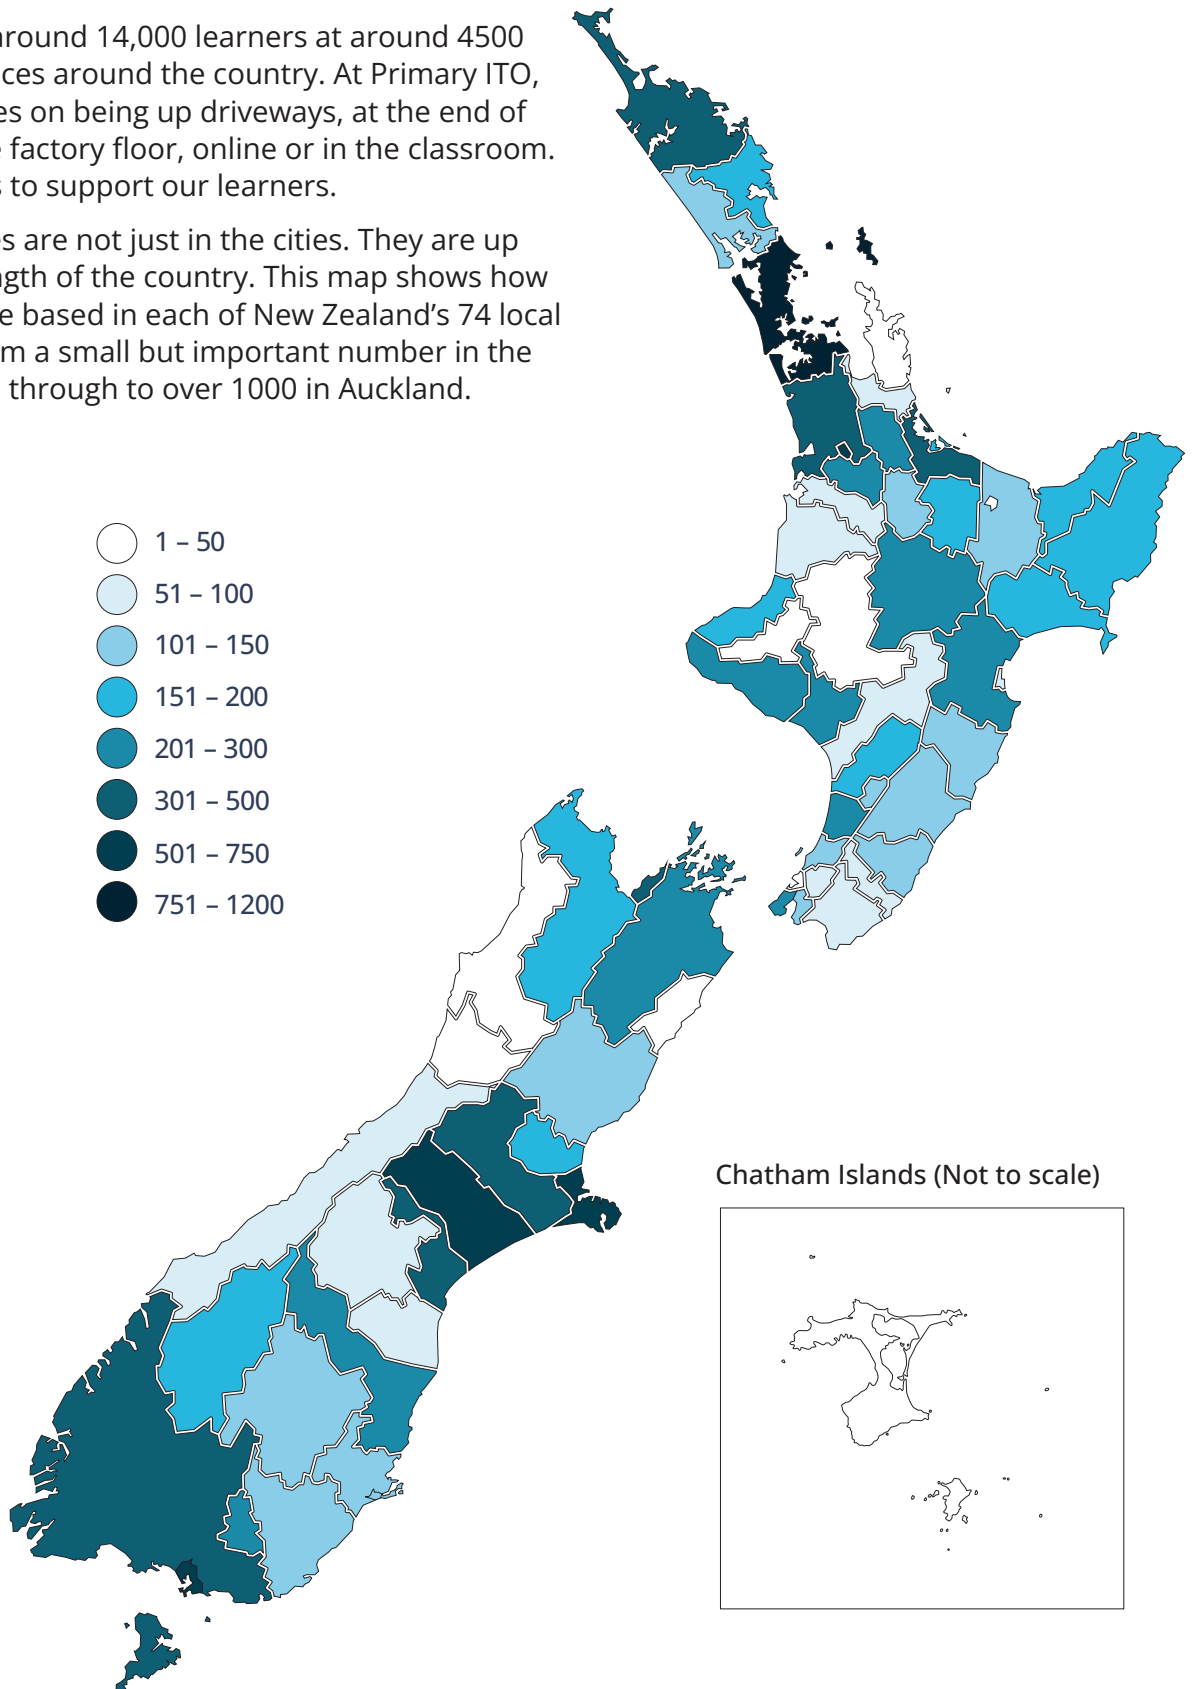 around 14,000 learners at around 4500
ces around the country. At Primary ITO,
es on being up driveways, at the end of
e factory floor, online or in the classroom.
s to support our learners.
es are not just in the cities. They are up
ngth of the country. This map shows how
e based in each of New Zealand’s 74 local
m a small but important number in the
through to over 1000 in Auckland.
1 – 50
51 – 100
101 – 150
151 – 200
201 – 300
301 – 500
501 – 750
751 – 1200
Chatham Islands (Not to scale)